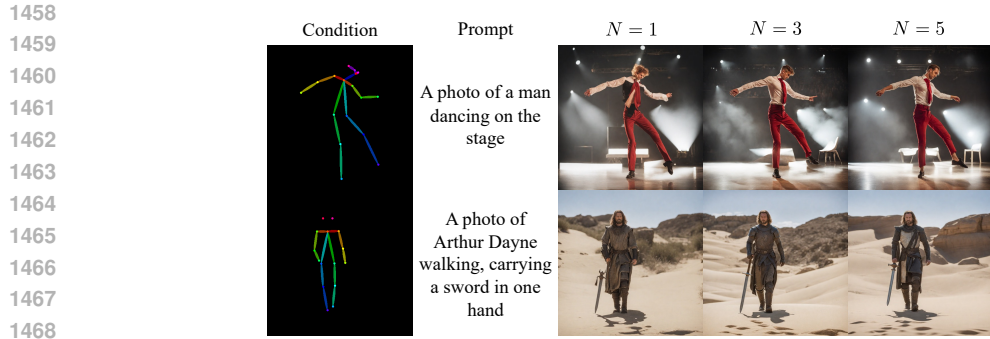 1458
1459
1460
1461
1462
1463
1464
1465
1466
1467
1468
Condition
Prompt
N = 1
N = 3
N = 5
A photo of a man
dancing on the
stage
A photo of
Arthur Dayne
walking, carrying
a sword in one
hand